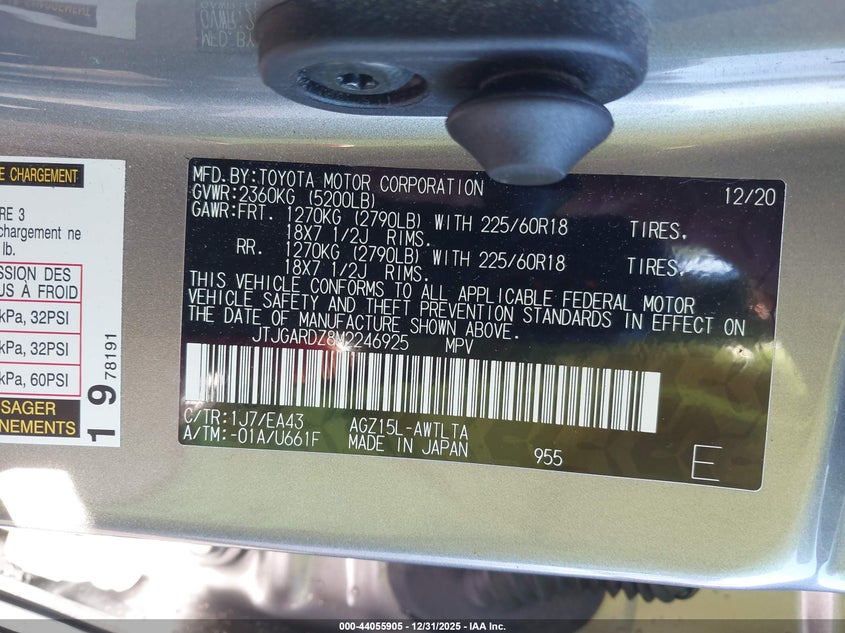 MFD.BY:TOYOTA MOTOR CORPORATION 12/20
GVWR:2360KG (5200LB)
GAWR:FRT. 1270KG (2790LB) WITH 225/60R18 TIRES.
18X7 1/2J RIMS.
RR. 1270KG (2790LB) WITH 225/60R18 TIRES.
18X7 1/2J RIMS.
THIS VEHICLE CONFORMS TO ALL APPLICABLE FEDERAL MOTOR
VEHICLE SAFETY AND THEFT PREVENTION STANDARDS IN EFFECT ON
THE DATE OF MANUFACTURE SHOWN ABOVE.
JTJGARDZ8M2246925 MPV
C/TR:1J7/EA43 AGZ15L-AWTLTA
A/TM:-01A/U661F MADE IN JAPAN 955 E
E CHARGEMENT
RE 3
chargement ne
lb.
SSION DES
US À FROID
kPa, 32PSI
kPa, 32PSI
kPa, 60PSI
SAGER
NEMENTS
19 78191
GVWR:2
MFD.BY
000-44055905 - 12/31/2025 - IAA Inc.